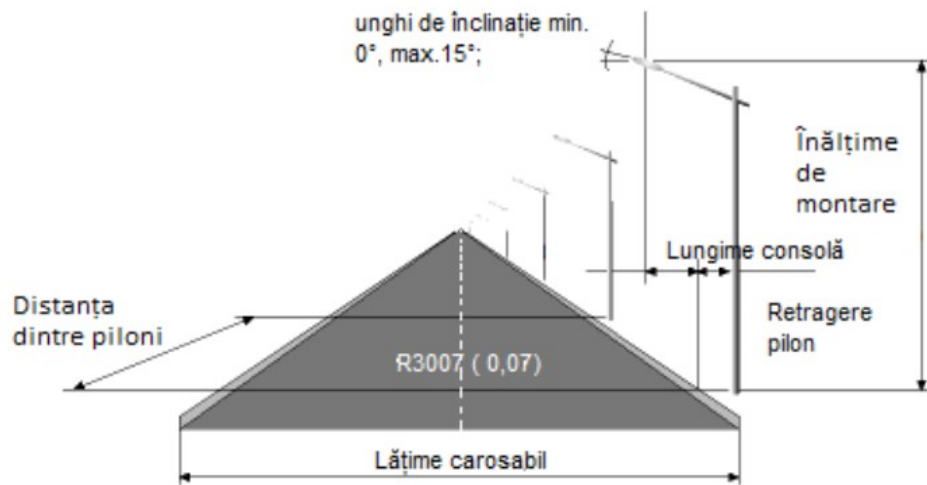 unghi de înclinație min.
0°, max.15°;
Înălțime
de
montare
Lungime consolă
Distanța
dintre piloni
Retragere
pilon
R3007 ( 0,07)
Lățime carosabil